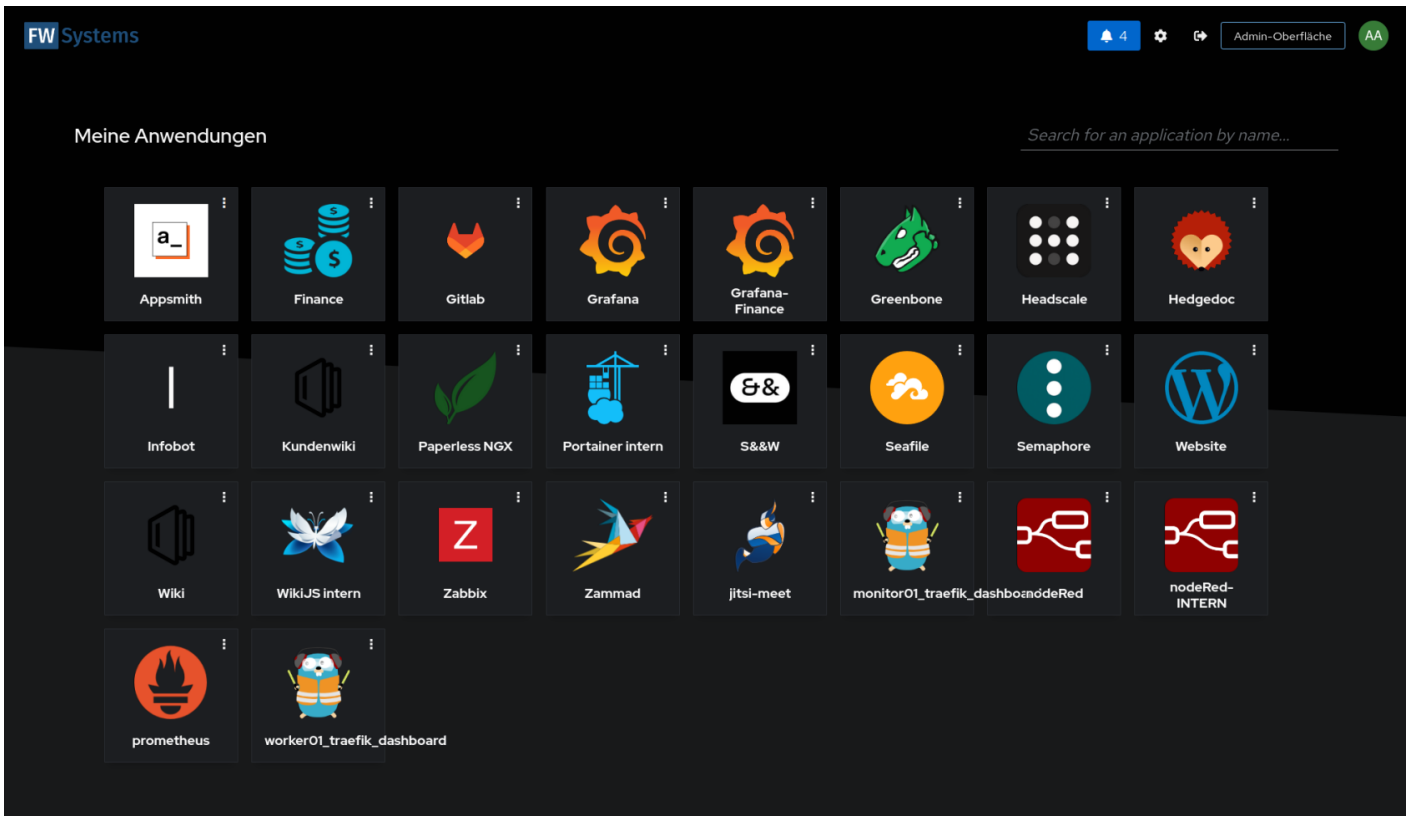 FW Systems
4
Admin-Oberfläche
AA
Meine Anwendungen
Search for an application by name...
a_
Appsmith
Finance
Gitlab
Grafana
Grafana-
Finance
Greenbone
Headscale
Hedgedoc
Infobot
Kundenwiki
Paperless NGX
Portainer intern
&&
S&&W
Seafile
Semaphore
W
Website
Wiki
WikiJS intern
Z
Zabbix
Zammad
jitsi-meet
monitor01_traefik_dashboard
nodeRed
nodeRed-
INTERN
prometheus
worker01_traefik_dashboard